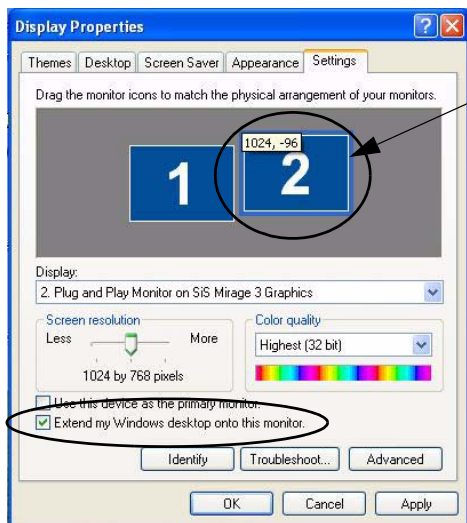 Display Properties
Themes Desktop Screen Saver Appearance Settings
Drag the monitor icons to match the physical arrangement of your monitors.
1024, -96
1 2
Display:
2. Plug and Play Monitor on SiS Mirage 3 Graphics
Screen resolution
Less More
1024 by 768 pixels
Color quality
Highest (32 bit)
Use this device as the primary monitor.
Extend my Windows desktop onto this monitor.
Identify Troubleshoot... Advanced
OK Cancel Apply